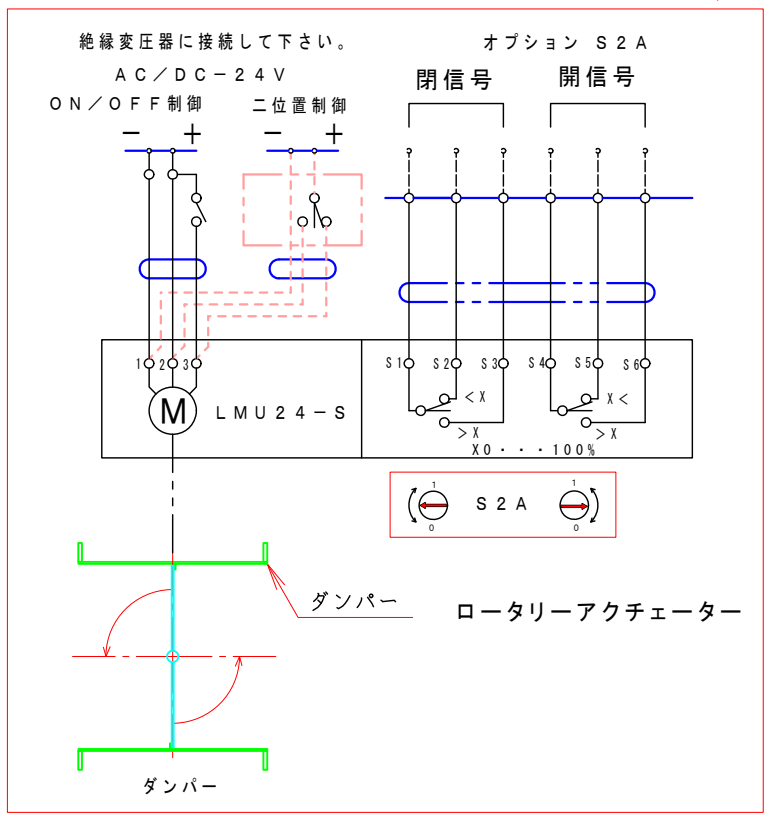 絶縁変圧器に接続して下さい。
オプション S2A
AC/DC-24V
閉信号 開信号
ON/OFF制御 二位置制御
- + - +
1 2 3 S1 S2 S3 S4 S5 S6
M LMU24-S
<X X<
>X >X
X0・・・100%
1 1
S2A
0 0
ダンパー
ロータリーアクチェーター
ダンパー